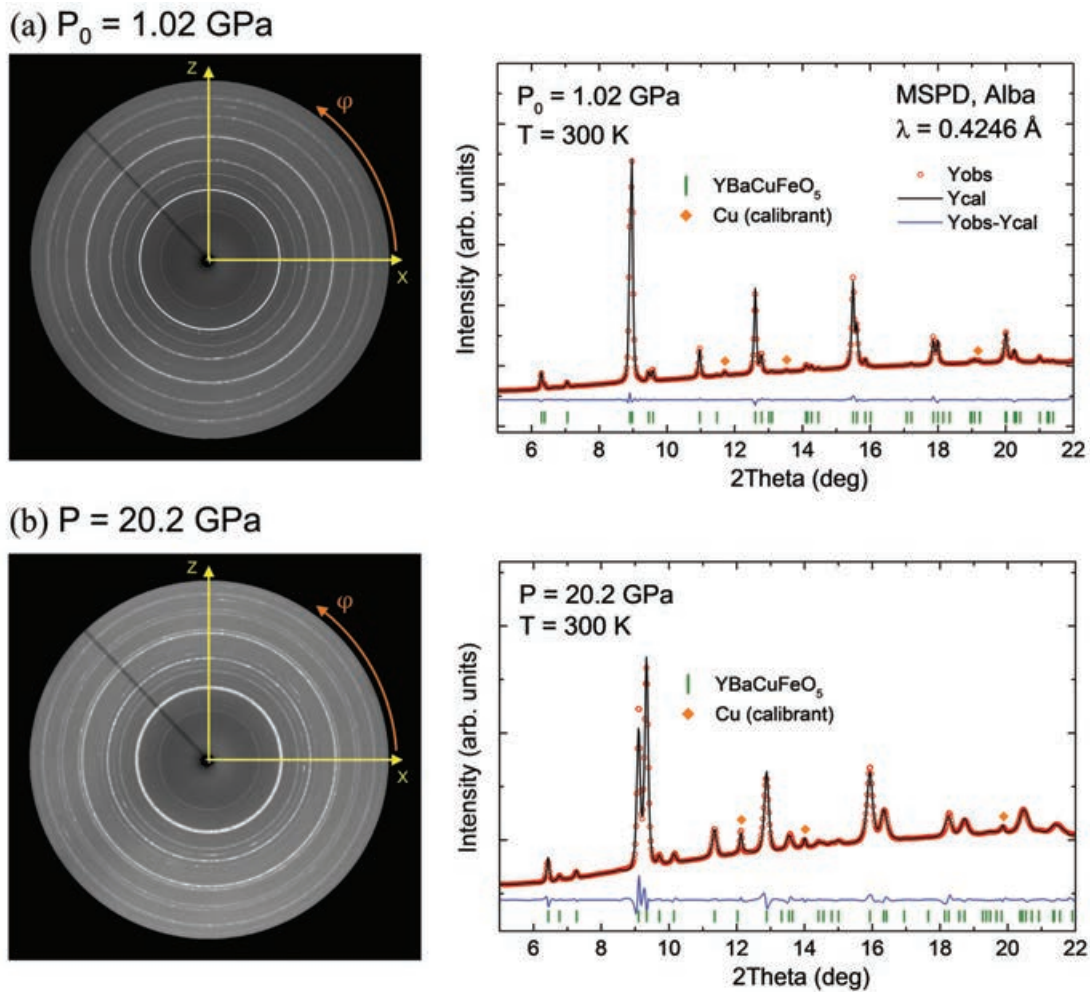 (a) P₀ = 1.02 GPa
Z
φ
X
P₀ = 1.02 GPa
T = 300 K
MSPD, Alba
λ = 0.4246 Å
YBaCuFeO₅
Cu (calibrant)
Yobs
Ycal
Yobs-Ycal
Intensity (arb. units)
6 8 10 12 14 16 18 20 22
2Theta (deg)
(b) P = 20.2 GPa
Z
φ
X
P = 20.2 GPa
T = 300 K
YBaCuFeO₅
Cu (calibrant)
Intensity (arb. units)
6 8 10 12 14 16 18 20 22
2Theta (deg)